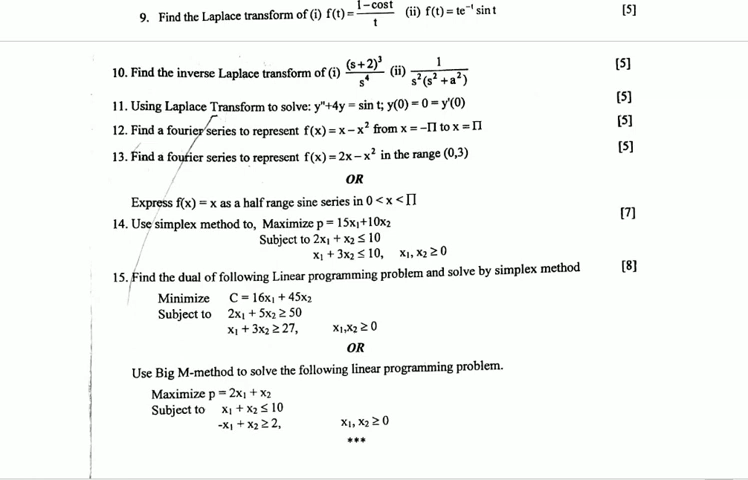 9. Find the Laplace transform of (i) f(t) = (1−cost)/t (ii) f(t) = te⁻ᵗ sin t [5]
10. Find the inverse Laplace transform of (i) (s+2)³/s⁴ (ii) 1/(s²(s²+a²)) [5]
11. Using Laplace Transform to solve: y"+4y = sin t; y(0) = 0 = y'(0) [5]
12. Find a fourier series to represent f(x) = x − x² from x = −Π to x = Π [5]
13. Find a fourier series to represent f(x) = 2x − x² in the range (0,3) [5]
OR
Express f(x) = x as a half range sine series in 0 < x < Π
14. Use simplex method to, Maximize p = 15x₁+10x₂ [7]
Subject to 2x₁ + x₂ ≤ 10
x₁ + 3x₂ ≤ 10, x₁, x₂ ≥ 0
15. Find the dual of following Linear programming problem and solve by simplex method [8]
Minimize C = 16x₁ + 45x₂
Subject to 2x₁ + 5x₂ ≥ 50
x₁ + 3x₂ ≥ 27, x₁,x₂ ≥ 0
OR
Use Big M-method to solve the following linear programming problem.
Maximize p = 2x₁ + x₂
Subject to x₁ + x₂ ≤ 10
-x₁ + x₂ ≥ 2, x₁, x₂ ≥ 0
***